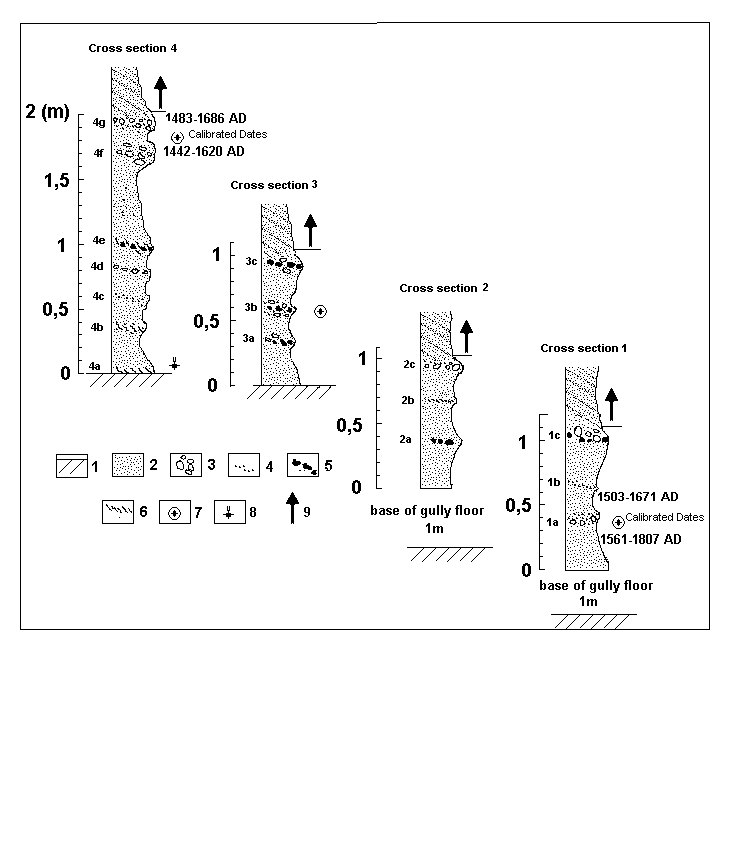 Cross section 4
2 (m)
1,5
1
0,5
0
4g
4f
4e
4d
4c
4b
4a
1483-1686 AD
Calibrated Dates
1442-1620 AD
Cross section 3
1
0,5
0
3c
3b
3a
Cross section 2
1
0,5
0
2c
2b
2a
base of gully floor
1m
Cross section 1
1
0,5
0
1c
1b
1a
1503-1671 AD
Calibrated Dates
1561-1807 AD
base of gully floor
1m
1
2
3
4
5
6
7
8
9